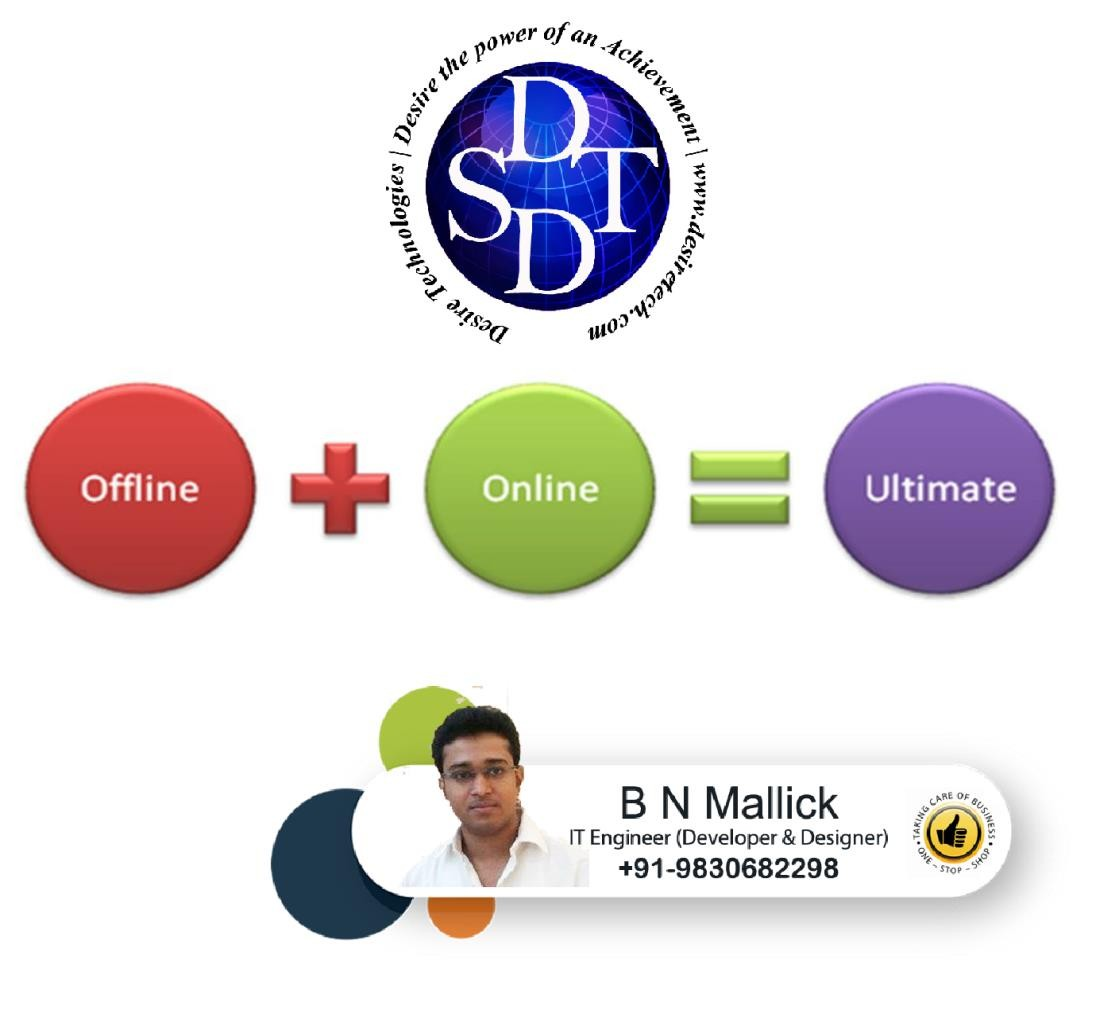 Desire Technologies | Desire the power of an Achievement | www.desiretech.com
D
S T
D
Offline + Online = Ultimate
B N Mallick
IT Engineer (Developer & Designer)
+91-9830682298
• TAKING CARE OF BUSINESS •
ONE - STOP - SHOP